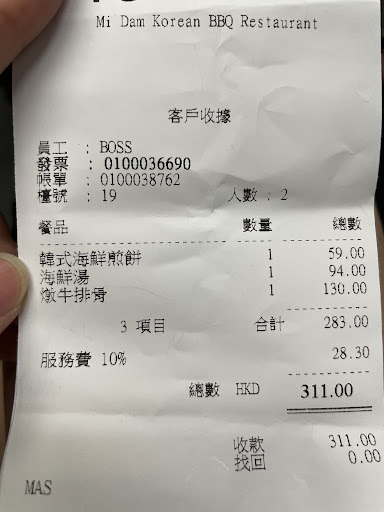 Mi Dam Korean BBQ Restaurant
客戶收據
員工 : BOSS
發票 : 0100036690
帳單 : 0100038762
檯號 : 19 人數 : 2
餐品 數量 總數
韓式海鮮煎餅 1 59.00
海鮮湯 1 94.00
燉牛排骨 1 130.00
3 項目 合計 283.00
服務費 10% 28.30
總數 HKD 311.00
收款 311.00
找回 0.00
MAS